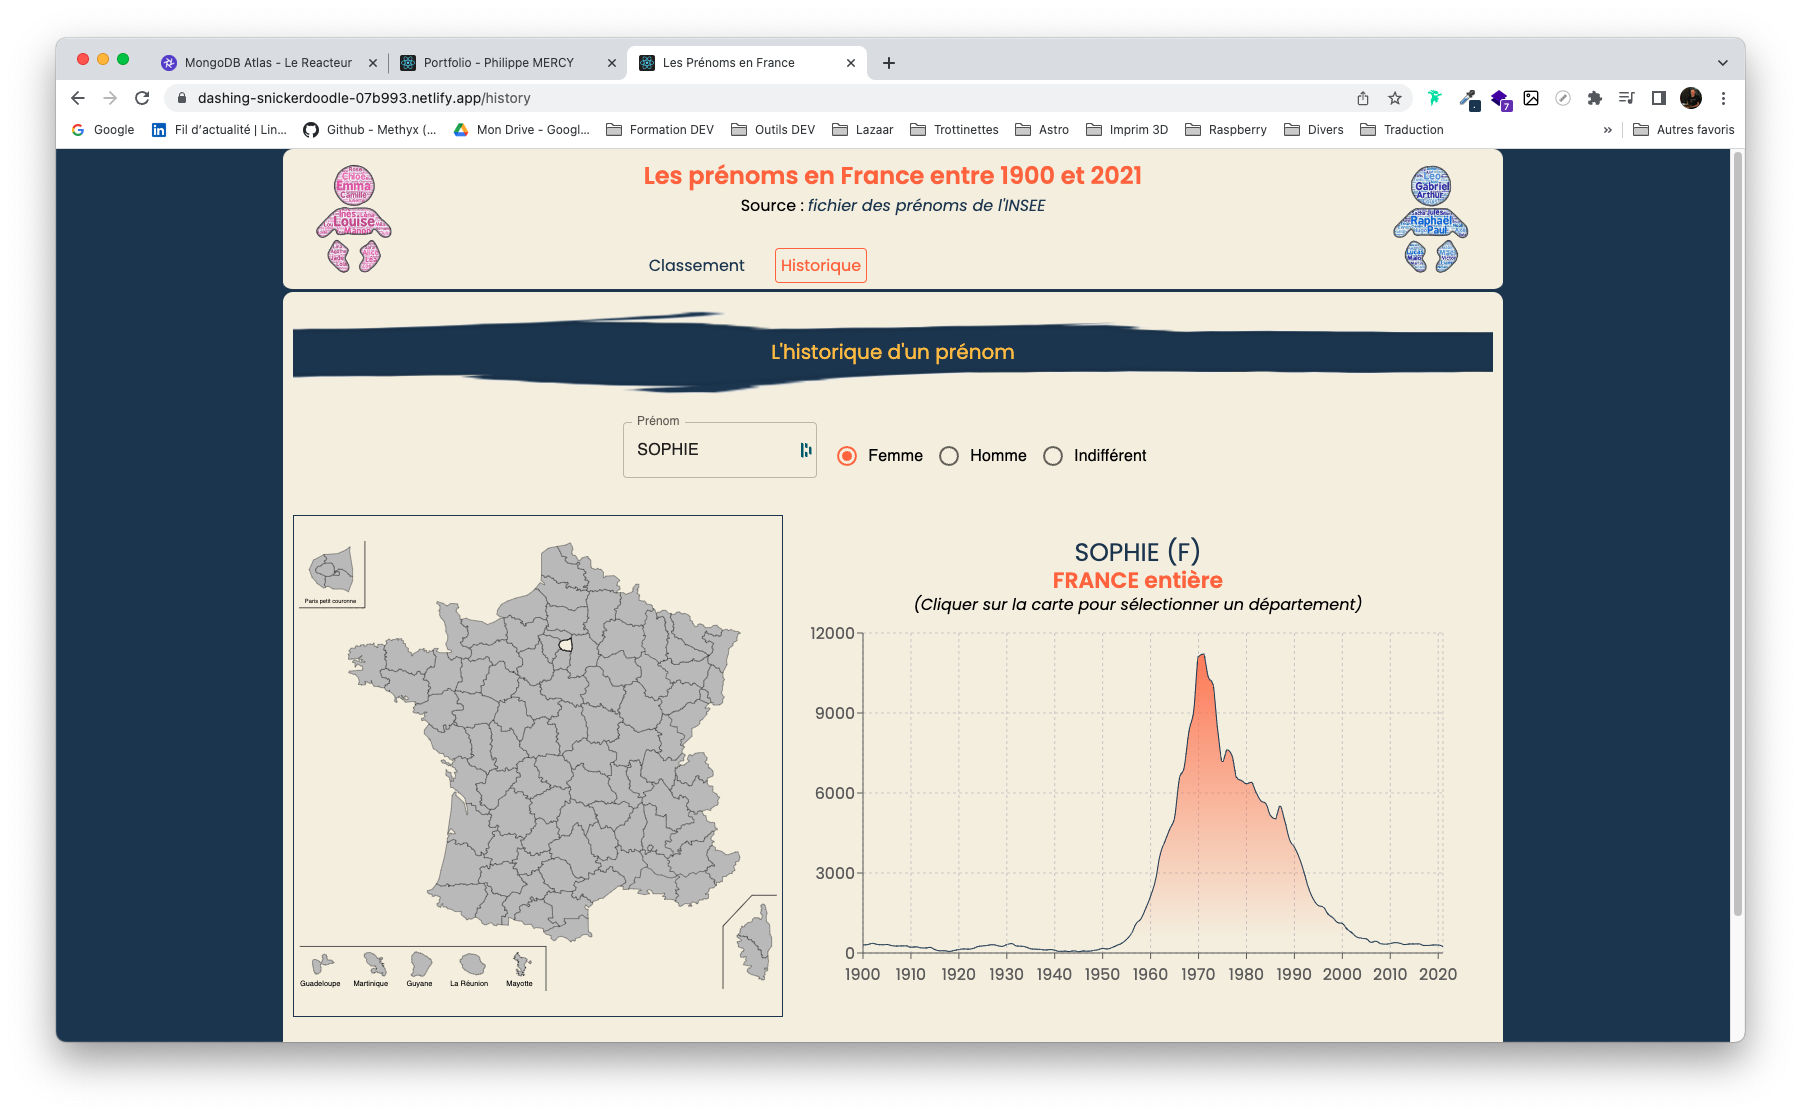 MongoDB Atlas - Le Reacteur
Portfolio - Philippe MERCY
Les Prénoms en France
dashing-snickerdoodle-07b993.netlify.app/history
7
Google
Fil d'actualité | Lin...
Github - Methyx (...
Mon Drive - Googl...
Formation DEV
Outils DEV
Lazaar
Trottinettes
Astro
Imprim 3D
Raspberry
Divers
Traduction
»
Autres favoris
Chloé
Emma
Camille
Inès
Louise
Manon
Jade
Alice
Les prénoms en France entre 1900 et 2021
Source : fichier des prénoms de l'INSEE
Classement
Historique
Léo
Gabriel
Arthur
Jules
Raphaël
Paul
Lucas
Malo
Maël
Victor
L'historique d'un prénom
Prénom
SOPHIE
Femme
Homme
Indifférent
Paris petit couronne
Guadeloupe
Martinique
Guyane
La Réunion
Mayotte
SOPHIE (F)
FRANCE entière
(Cliquer sur la carte pour sélectionner un département)
12000
9000
6000
3000
0
1900 1910 1920 1930 1940 1950 1960 1970 1980 1990 2000 2010 2020